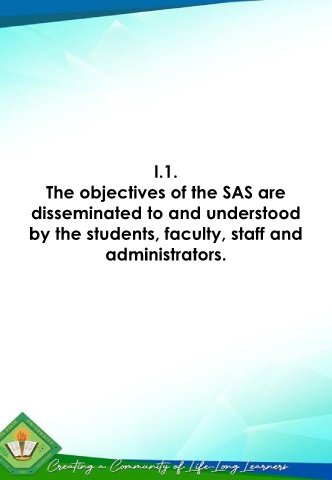 I.1.
The objectives of the SAS are
disseminated to and understood
by the students, faculty, staff and
administrators.
Creating a Community of Life-Long Learners